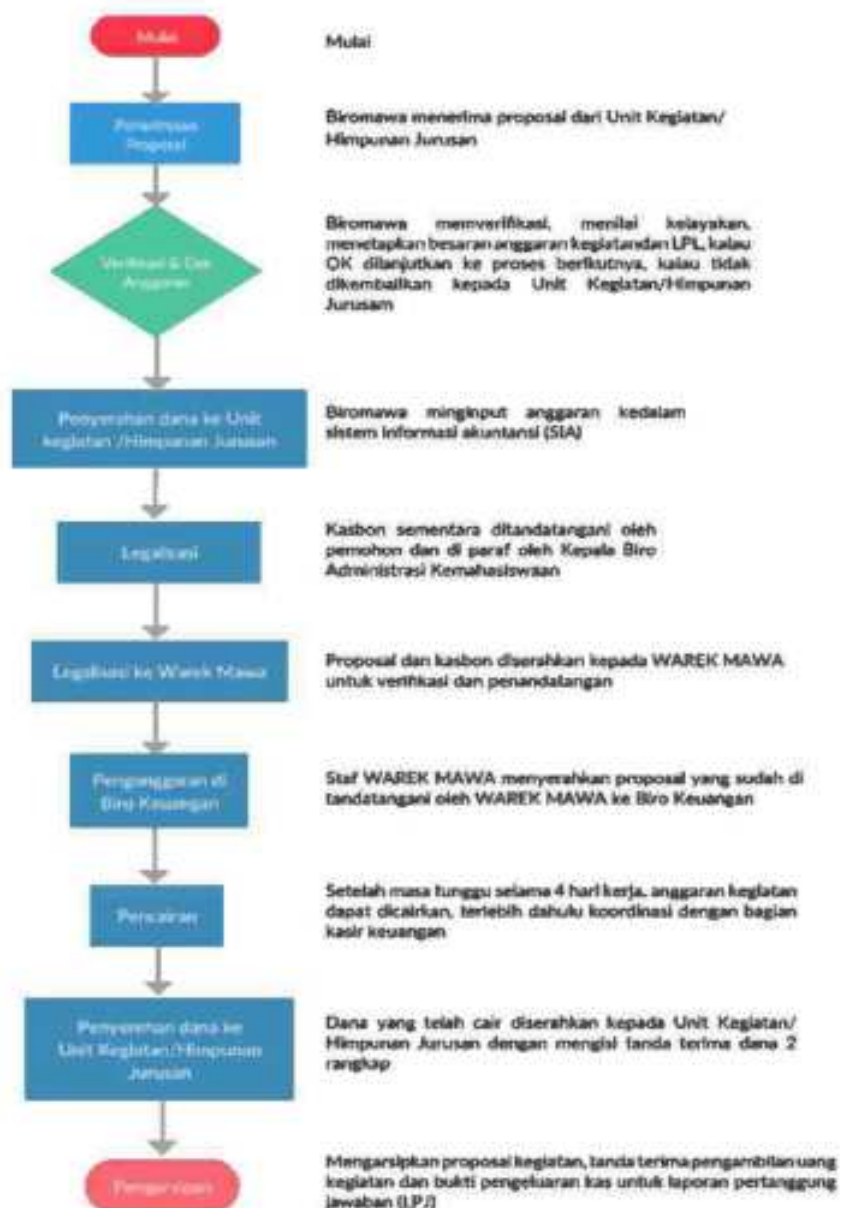 Mulai
Mulai
Penerimaan
Proposal
Biromawa menerima proposal dari Unit Kegiatan/
Himpunan Jurusan
Verifikasi & Cek
Anggaran
Biromawa memverifikasi, menilai kelayakan,
menetapkan besaran anggaran kegiatandan LPL, kalau
OK dilanjutkan ke proses berikutnya, kalau tidak
dikembalikan kepada Unit Kegiatan/Himpunan
Jurusam
Penyerahan dana ke Unit
kegiatan /Himpunan Jurusan
Biromawa minginput anggaran kedalam
sistem informasi akuntansi (SIA)
Legalisasi
Kasbon sementara ditandatangani oleh
pemohon dan di paraf oleh Kepala Biro
Administrasi Kemahasiswaan
Legalisasi ke Warek Mawa
Proposal dan kasbon diserahkan kepada WAREK MAWA
untuk verifikasi dan penandatangan
Penganggaran di
Biro Keuangan
Staf WAREK MAWA menyerahkan proposal yang sudah di
tandatangani oleh WAREK MAWA ke Biro Keuangan
Pencairan
Setelah masa tunggu selama 4 hari kerja, anggaran kegiatan
dapat dicairkan, terlebih dahulu koordinasi dengan bagian
kasir keuangan
Penyerahan dana ke
Unit Kegiatan/Himpunan
Jurusan
Dana yang telah cair diserahkan kepada Unit Kegiatan/
Himpunan Jurusan dengan mengisi tanda terima dana 2
rangkap
Pengarsipan
Mengarsipkan proposal kegiatan, tanda terima pengambilan uang
kegiatan dan bukti pengeluaran kas untuk laporan pertanggung
jawaban (LPJ)